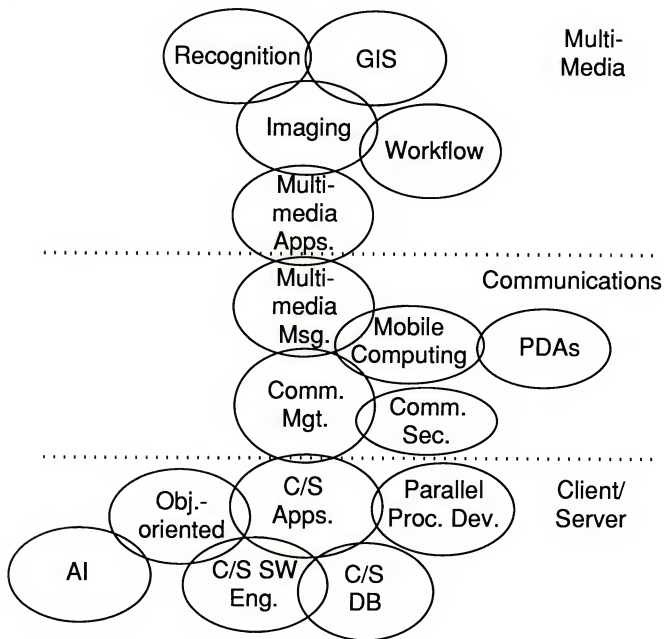 Recognition
GIS
Multi-
Media
Imaging
Workflow
Multi-
media
Apps.
Communications
Multi-
media
Msg.
Mobile
Computing
PDAs
Comm.
Mgt.
Comm.
Sec.
Client/
Server
C/S
Apps.
Parallel
Proc. Dev.
Obj.-
oriented
AI
C/S SW
Eng.
C/S
DB